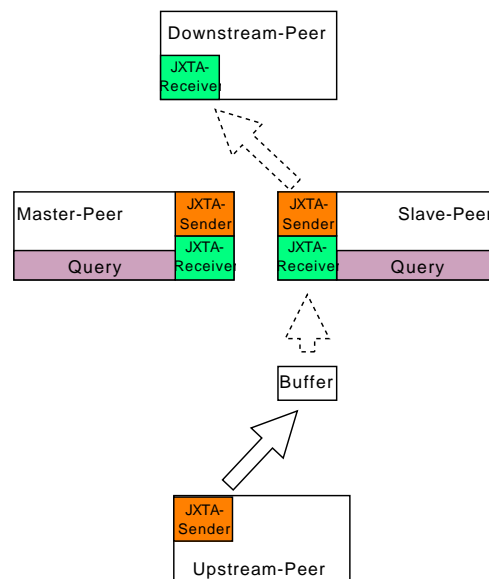 Downstream-Peer
JXTA-
Receiver
Master-Peer
JXTA-
Sender
JXTA-
Receiver
Query
JXTA-
Sender
Slave-Peer
JXTA-
Receiver
Query
Buffer
JXTA-
Sender
Upstream-Peer